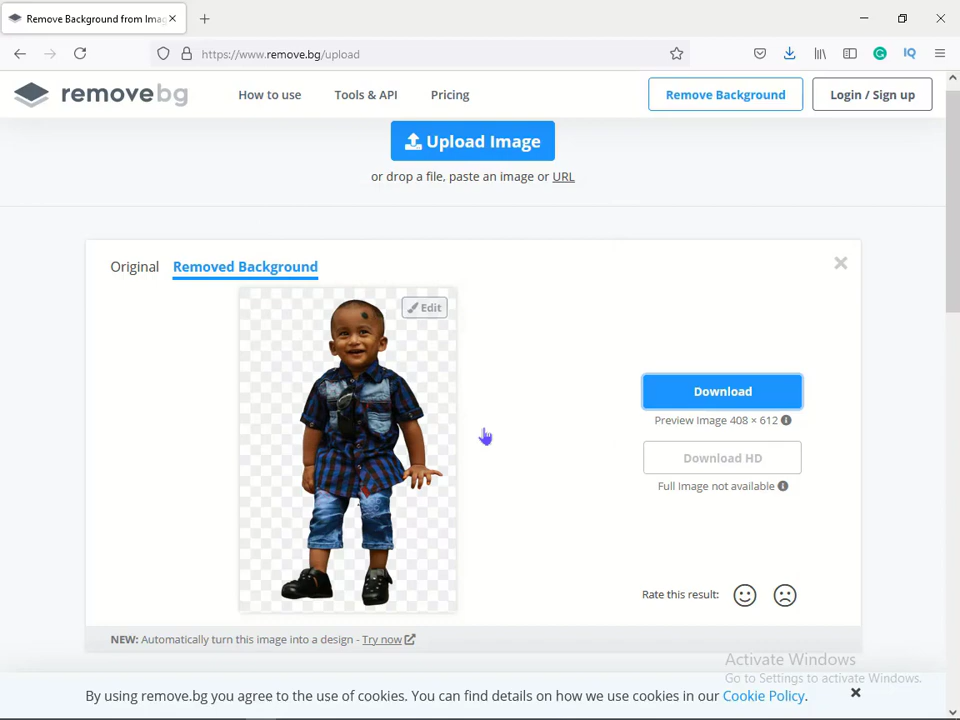 Remove Background from Imag
https://www.remove.bg/upload
IQ
removebg
How to use
Tools & API
Pricing
Remove Background
Login / Sign up
Upload Image
or drop a file, paste an image or URL
Original
Removed Background
Edit
Download
Preview Image 408 × 612
Download HD
Full Image not available
Rate this result:
NEW: Automatically turn this image into a design - Try now
Activate Windows
Go to Settings to activate Windows.
By using remove.bg you agree to the use of cookies. You can find details on how we use cookies in our Cookie Policy.